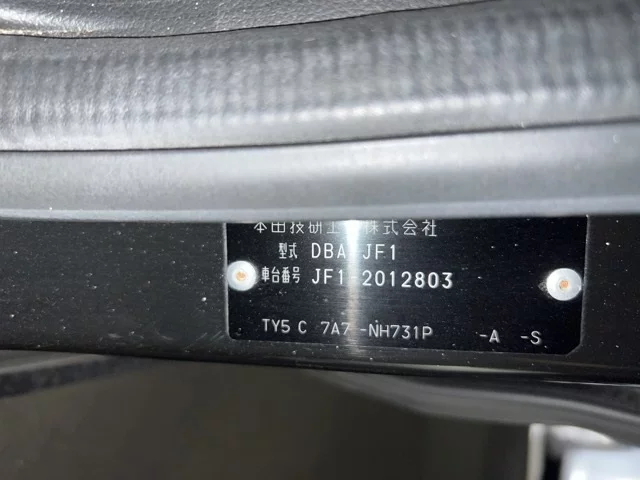 本田技研工業株式会社
型式 DBA-JF1
車台番号 JF1-2012803
TY5 C 7A7 -NH731P -A -S